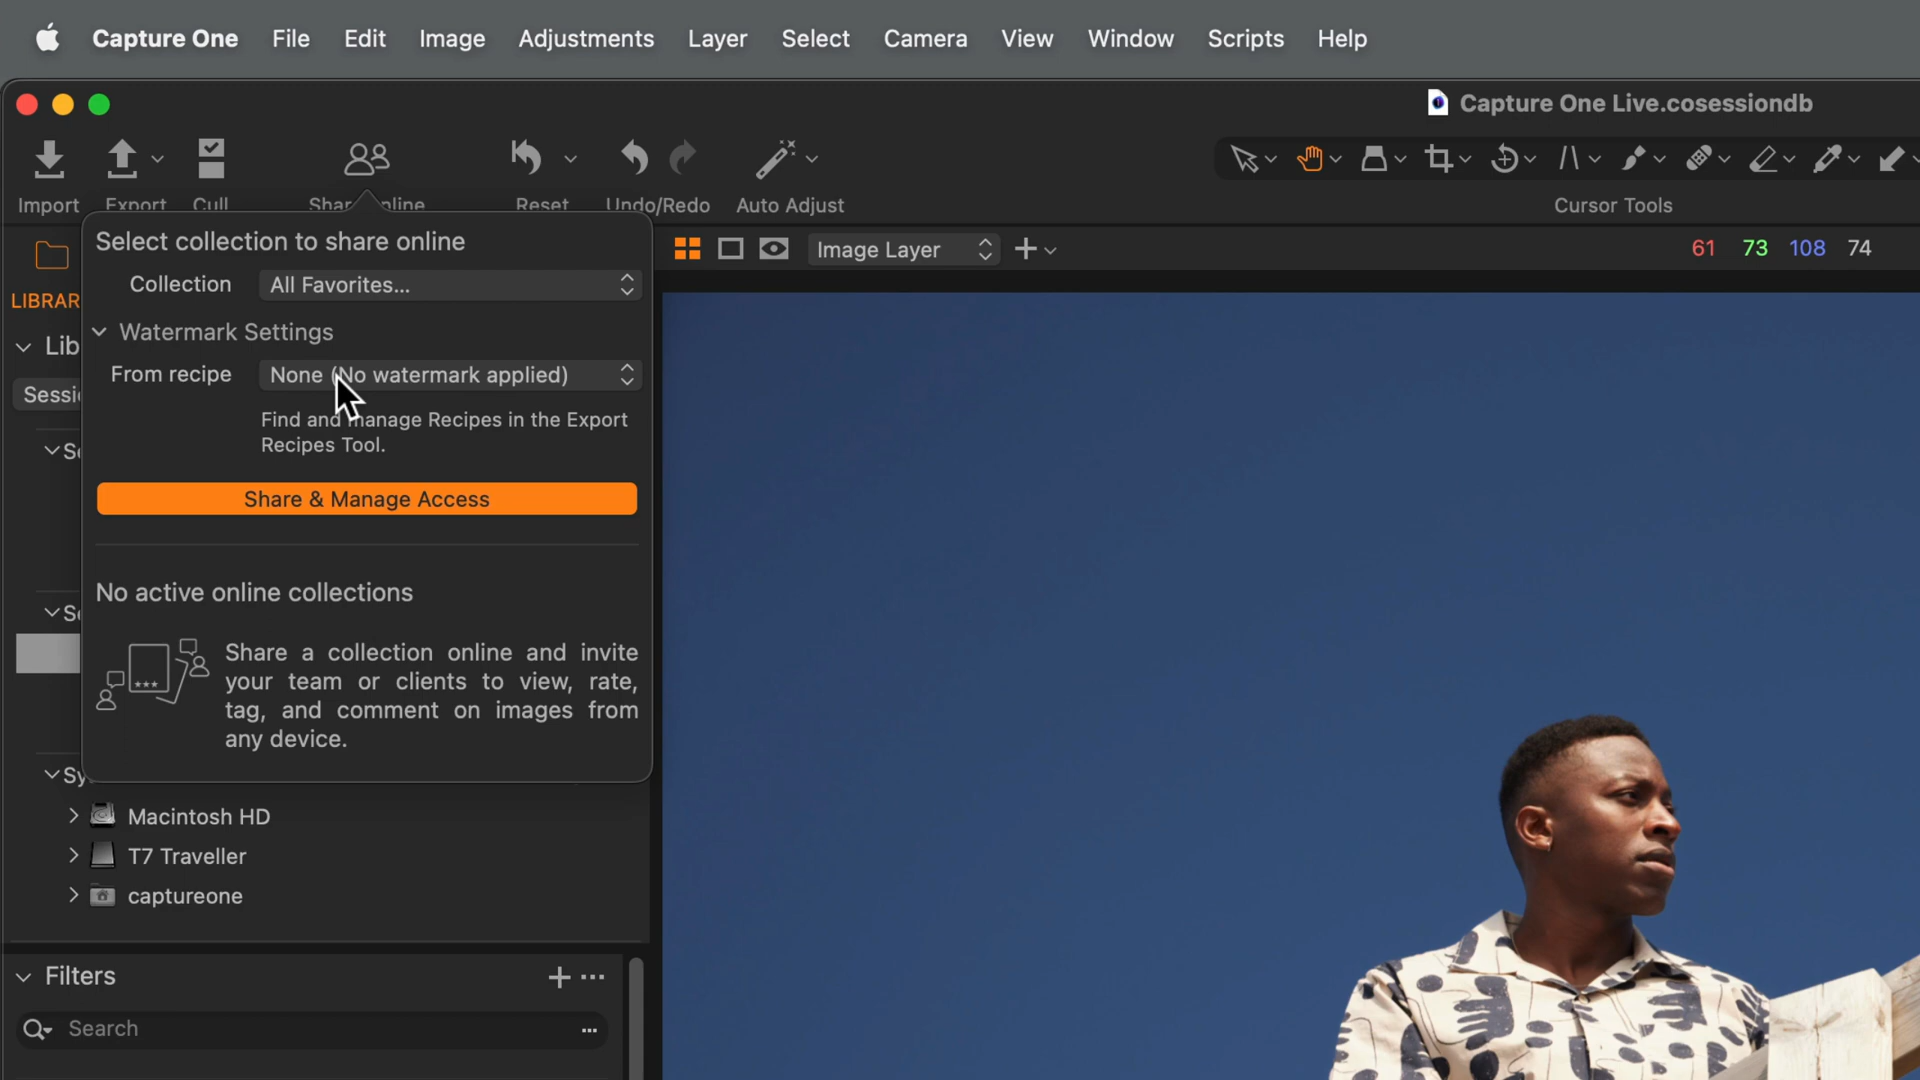 Capture One File Edit Image Adjustments Layer Select Camera View Window Scripts Help
Capture One Live.cosessiondb
Import Export Cull Share Online Reset Undo/Redo Auto Adjust Cursor Tools
Select collection to share online
Collection All Favorites...
Watermark Settings
From recipe None (No watermark applied)
Find and manage Recipes in the Export
Recipes Tool.
Share & Manage Access
No active online collections
Share a collection online and invite
your team or clients to view, rate,
tag, and comment on images from
any device.
Image Layer
61 73 108 74
LIBRAR
Lib
Sessi
Macintosh HD
T7 Traveller
captureone
Filters
Search